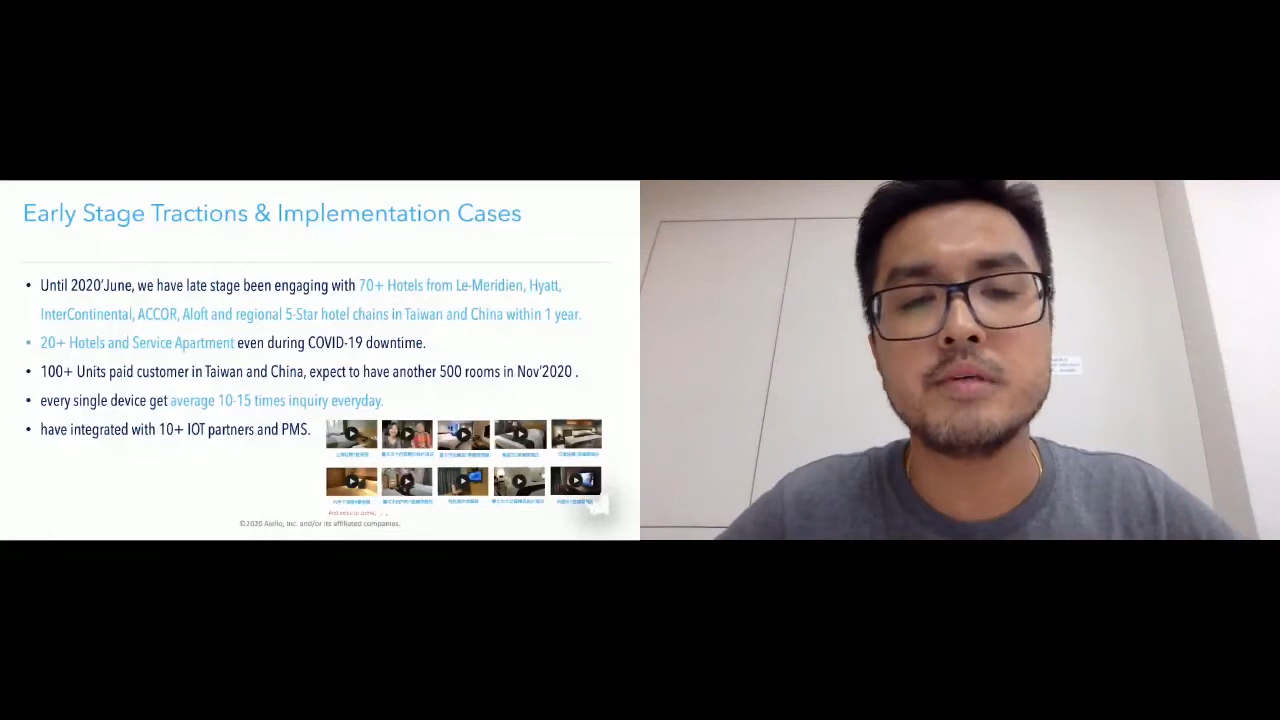 Early Stage Tractions & Implementation Cases
• Until 2020'June, we have late stage been engaging with 70+ Hotels from Le-Meridien, Hyatt,
InterContinental, ACCOR, Aloft and regional 5-Star hotel chains in Taiwan and China within 1 year.
• 20+ Hotels and Service Apartment even during COVID-19 downtime.
• 100+ Units paid customer in Taiwan and China, expect to have another 500 rooms in Nov'2020 .
• every single device get average 10-15 times inquiry everyday.
• have integrated with 10+ IOT partners and PMS.
And more to come, . .
©2020 Aiello, Inc. and/or its affiliated companies.